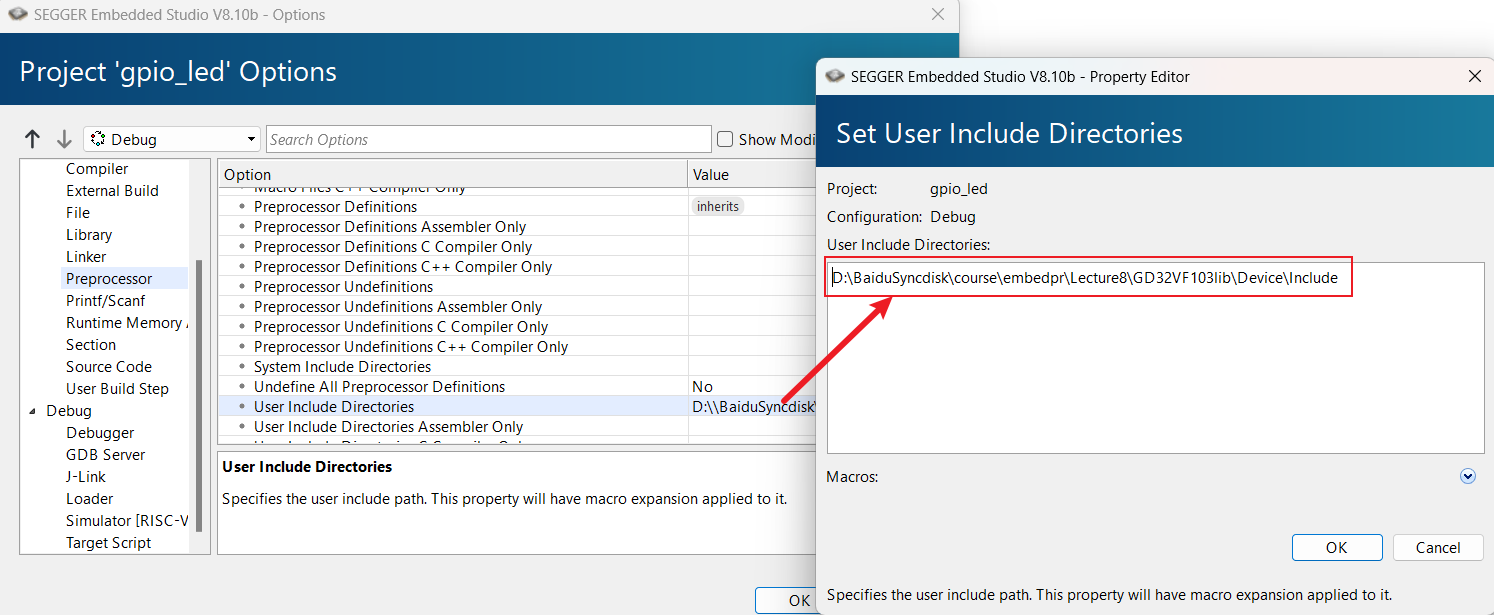 SEGGER Embedded Studio V8.10b - Options
Project 'gpio_led' Options
Debug
Search Options
Show Modi
Compiler
External Build
File
Library
Linker
Preprocessor
Printf/Scanf
Runtime Memory
Section
Source Code
User Build Step
Debug
Debugger
GDB Server
J-Link
Loader
Simulator [RISC-V
Target Script
Option Value
Macro Files C++ Compiler Only
Preprocessor Definitions inherits
Preprocessor Definitions Assembler Only
Preprocessor Definitions C Compiler Only
Preprocessor Definitions C++ Compiler Only
Preprocessor Undefinitions
Preprocessor Undefinitions Assembler Only
Preprocessor Undefinitions C Compiler Only
Preprocessor Undefinitions C++ Compiler Only
System Include Directories
Undefine All Preprocessor Definitions No
User Include Directories D:\\BaiduSyncdisk\
User Include Directories Assembler Only
User Include Directories
Specifies the user include path. This property will have macro expansion applied to it.
OK
SEGGER Embedded Studio V8.10b - Property Editor
Set User Include Directories
Project: gpio_led
Configuration: Debug
User Include Directories:
D:\BaiduSyncdisk\course\embedpr\Lecture8\GD32VF103lib\Device\Include
Macros:
OK Cancel
Specifies the user include path. This property will have macro expansion applied to it.